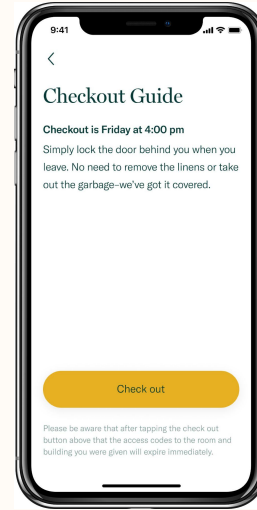 9:41
Checkout Guide
Checkout is Friday at 4:00 pm
Simply lock the door behind you when you
leave. No need to remove the linens or take
out the garbage–we've got it covered.
Check out
Please be aware that after tapping the check out
button above that the access codes to the room and
building you were given will expire immediately.